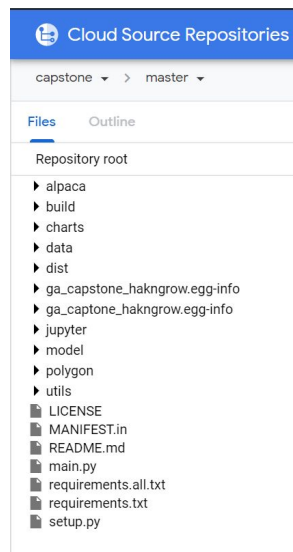 Cloud Source Repositories
capstone > master
Files Outline
Repository root
alpaca
build
charts
data
dist
ga_capstone_hakngrow.egg-info
ga_captone_hakngrow.egg-info
jupyter
model
polygon
utils
LICENSE
MANIFEST.in
README.md
main.py
requirements.all.txt
requirements.txt
setup.py